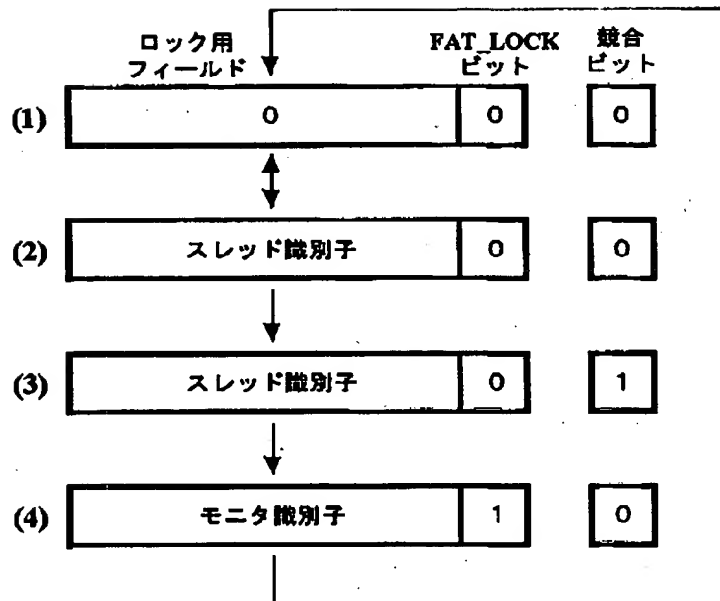 ロック用
フィールド
FAT_LOCK
ビット
競合
ビット
(1) 0 0 0
(2) スレッド識別子 0 0
(3) スレッド識別子 0 1
(4) モニタ識別子 1 0